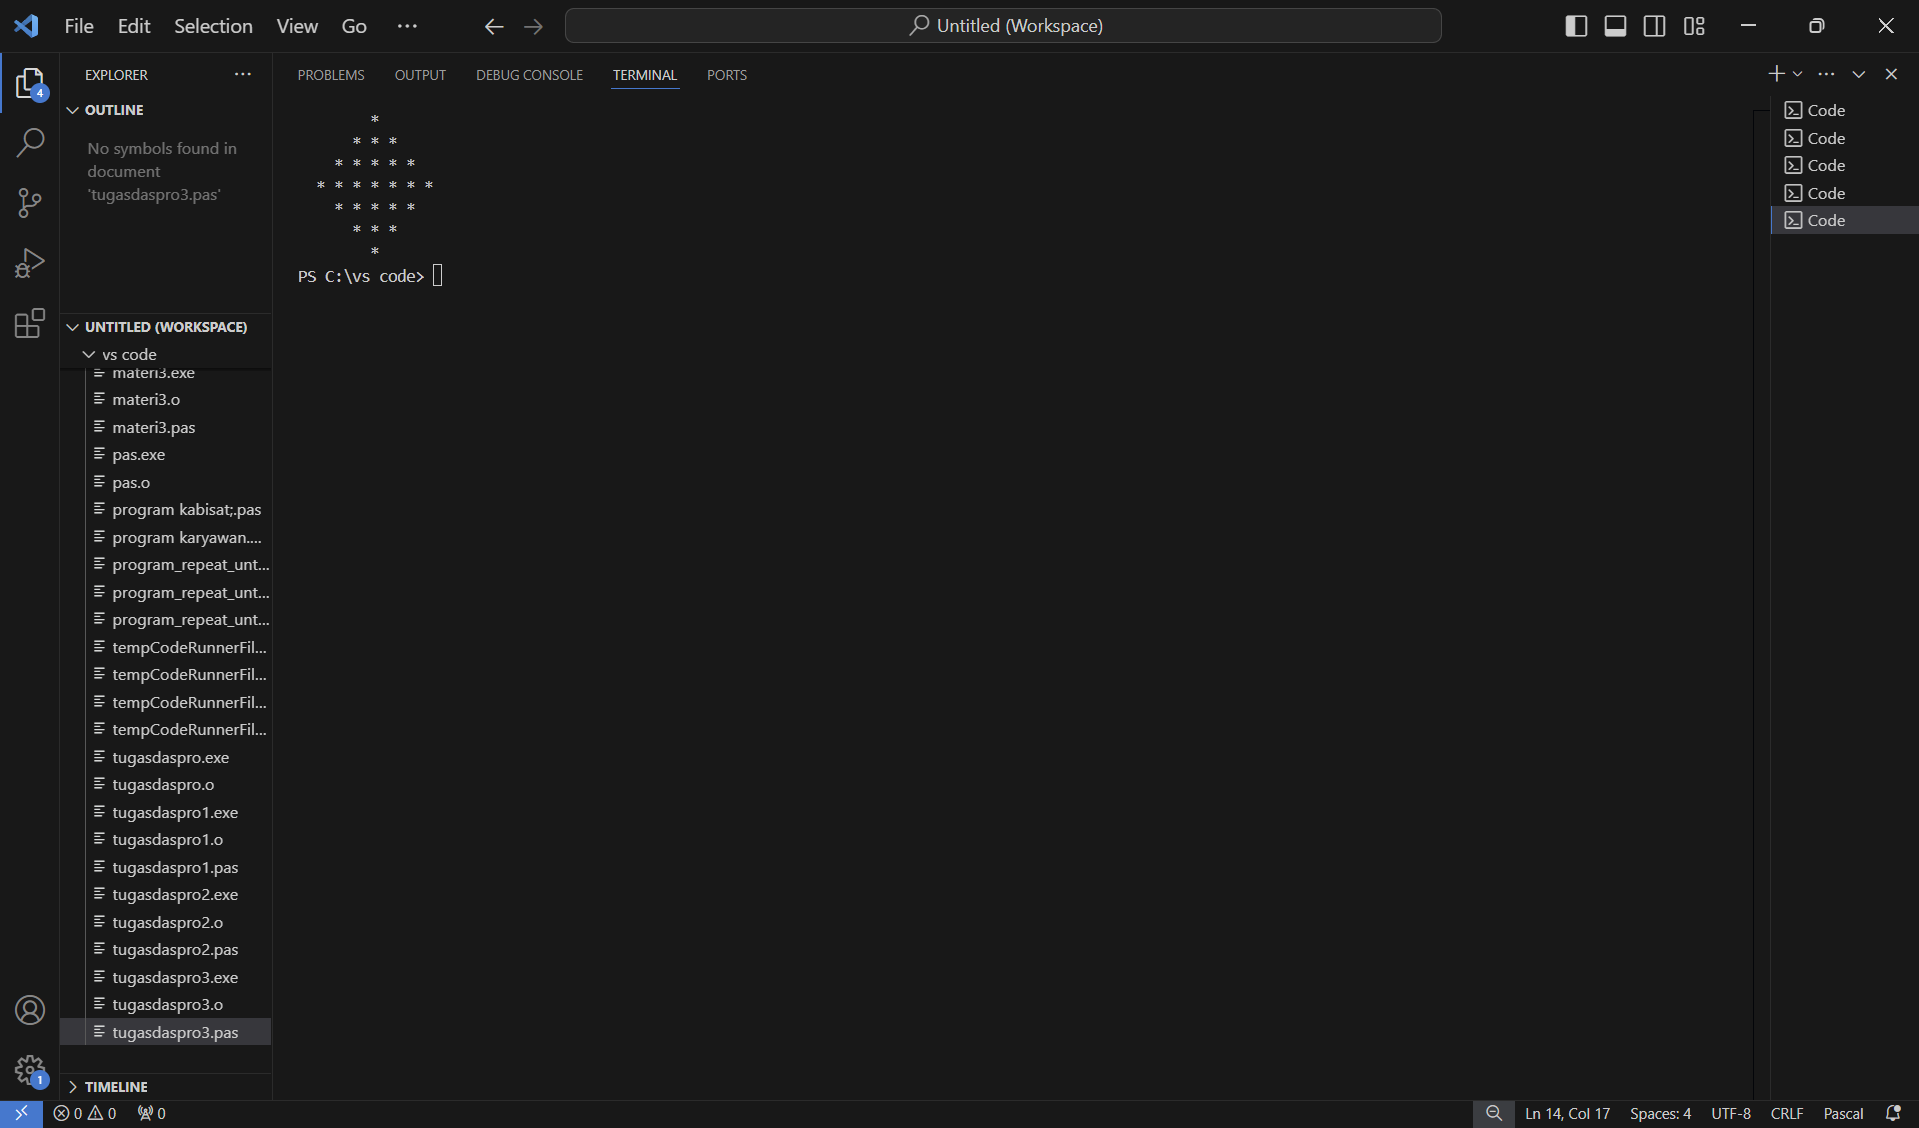 File Edit Selection View Go ···
Untitled (Workspace)
EXPLORER
4
OUTLINE
No symbols found in
document
'tugasdaspro3.pas'
UNTITLED (WORKSPACE)
vs code
materi3.exe
materi3.o
materi3.pas
pas.exe
pas.o
program kabisat;.pas
program karyawan....
program_repeat_unt...
program_repeat_unt...
program_repeat_unt...
tempCodeRunnerFil...
tempCodeRunnerFil...
tempCodeRunnerFil...
tempCodeRunnerFil...
tugasdaspro.exe
tugasdaspro.o
tugasdaspro1.exe
tugasdaspro1.o
tugasdaspro1.pas
tugasdaspro2.exe
tugasdaspro2.o
tugasdaspro2.pas
tugasdaspro3.exe
tugasdaspro3.o
tugasdaspro3.pas
1
TIMELINE
PROBLEMS OUTPUT DEBUG CONSOLE TERMINAL PORTS
*
* * *
* * * * *
* * * * * * *
* * * * *
* * *
*
PS C:\vs code>
Code
Code
Code
Code
Code
0 0 0
Ln 14, Col 17 Spaces: 4 UTF-8 CRLF Pascal